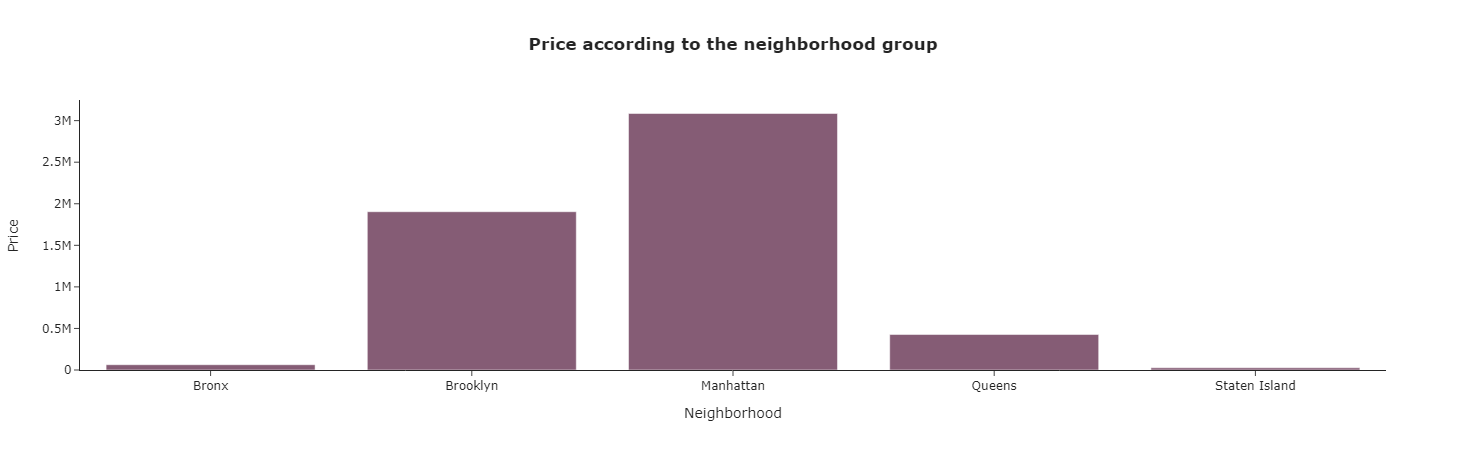 Price according to the neighborhood group
Price
3M
2.5M
2M
1.5M
1M
0.5M
0
Bronx
Brooklyn
Manhattan
Queens
Staten Island
Neighborhood